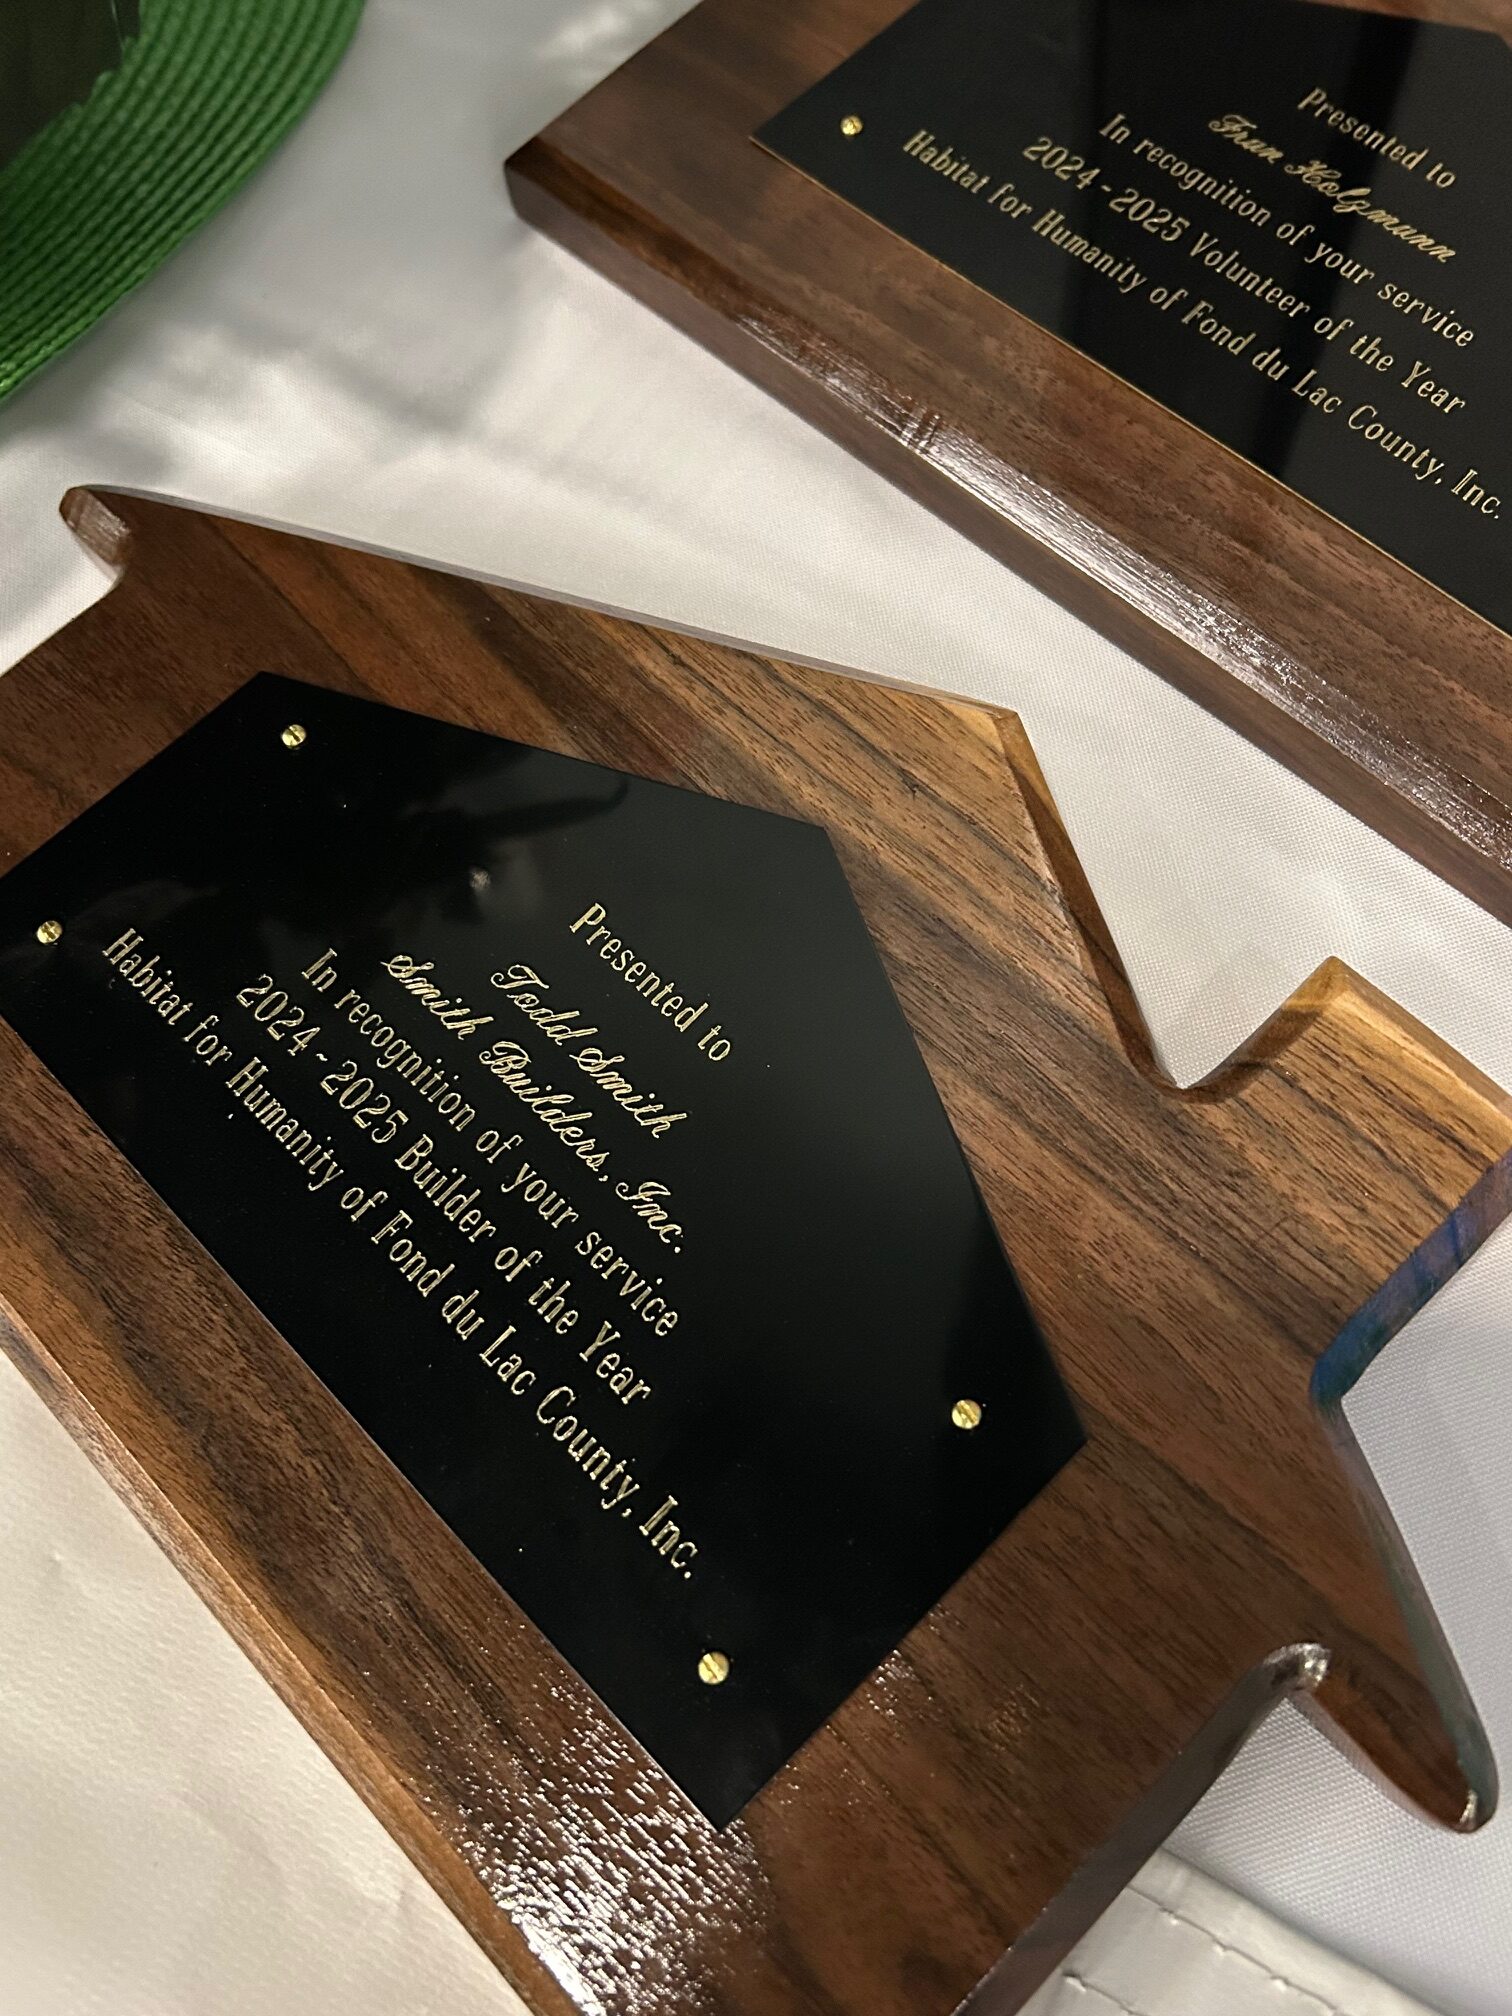 Presented to
Fran Holzmann
In recognition of your service
2024~2025 Volunteer of the Year
Habitat for Humanity of Fond du Lac County, Inc.
Presented to
Todd Smith
Smith Builders, Inc.
In recognition of your service
2024~2025 Builder of the Year
Habitat for Humanity of Fond du Lac County, Inc.